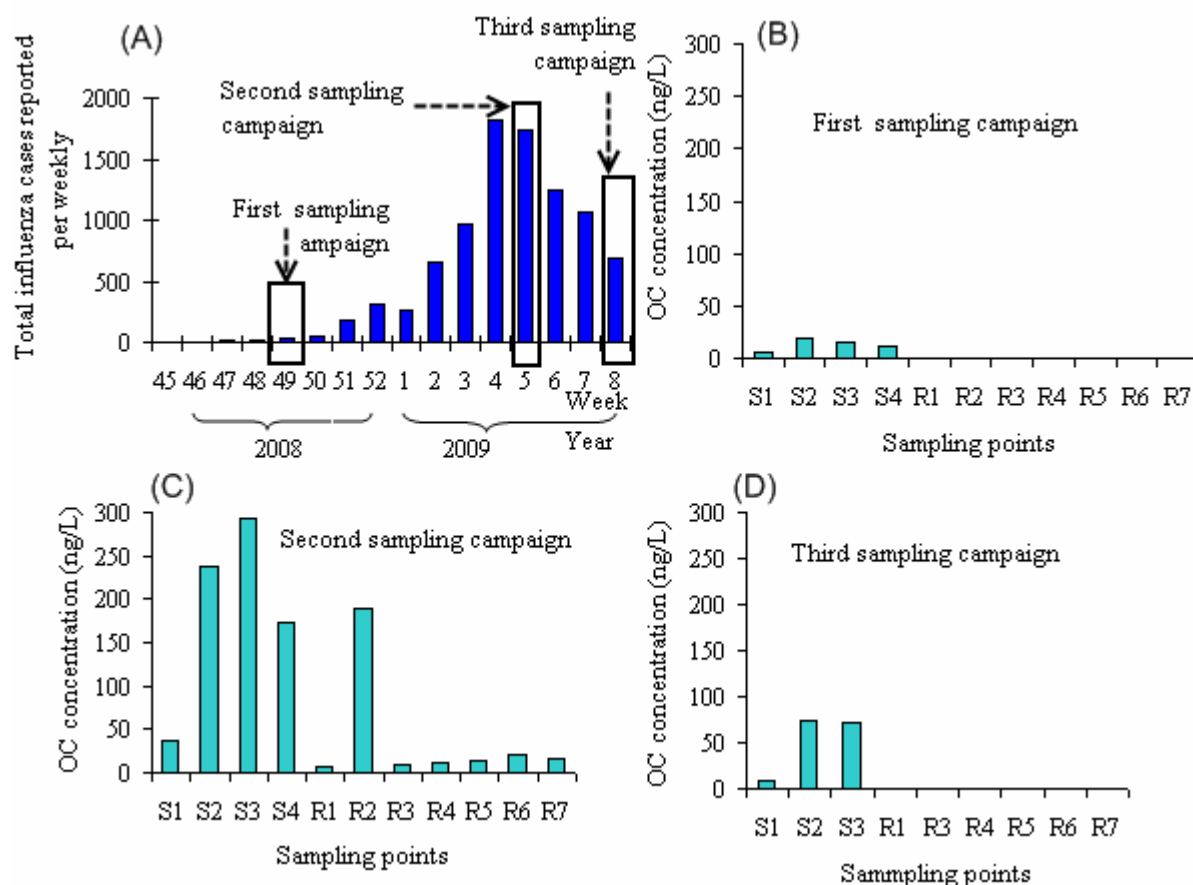 (A)
Total influenza cases reported
per weekly
2000
1500
1000
500
0
First sampling
ampaign
Second sampling
campaign
Third sampling
campaign
45 46 47 48 49 50 51 52 1 2 3 4 5 6 7 8
Week
2008 2009 Year
(B)
OC concentration (ng/L)
300
250
200
150
100
50
0
First sampling campaign
S1 S2 S3 S4 R1 R2 R3 R4 R5 R6 R7
Sampling points
(C)
OC concentration (ng/L)
300
250
200
150
100
50
0
Second sampling campaign
S1 S2 S3 S4 R1 R2 R3 R4 R5 R6 R7
Sampling points
(D)
OC concentration (ng/L)
300
250
200
150
100
50
0
Third sampling campaign
S1 S2 S3 R1 R3 R4 R5 R6 R7
Sammpling points